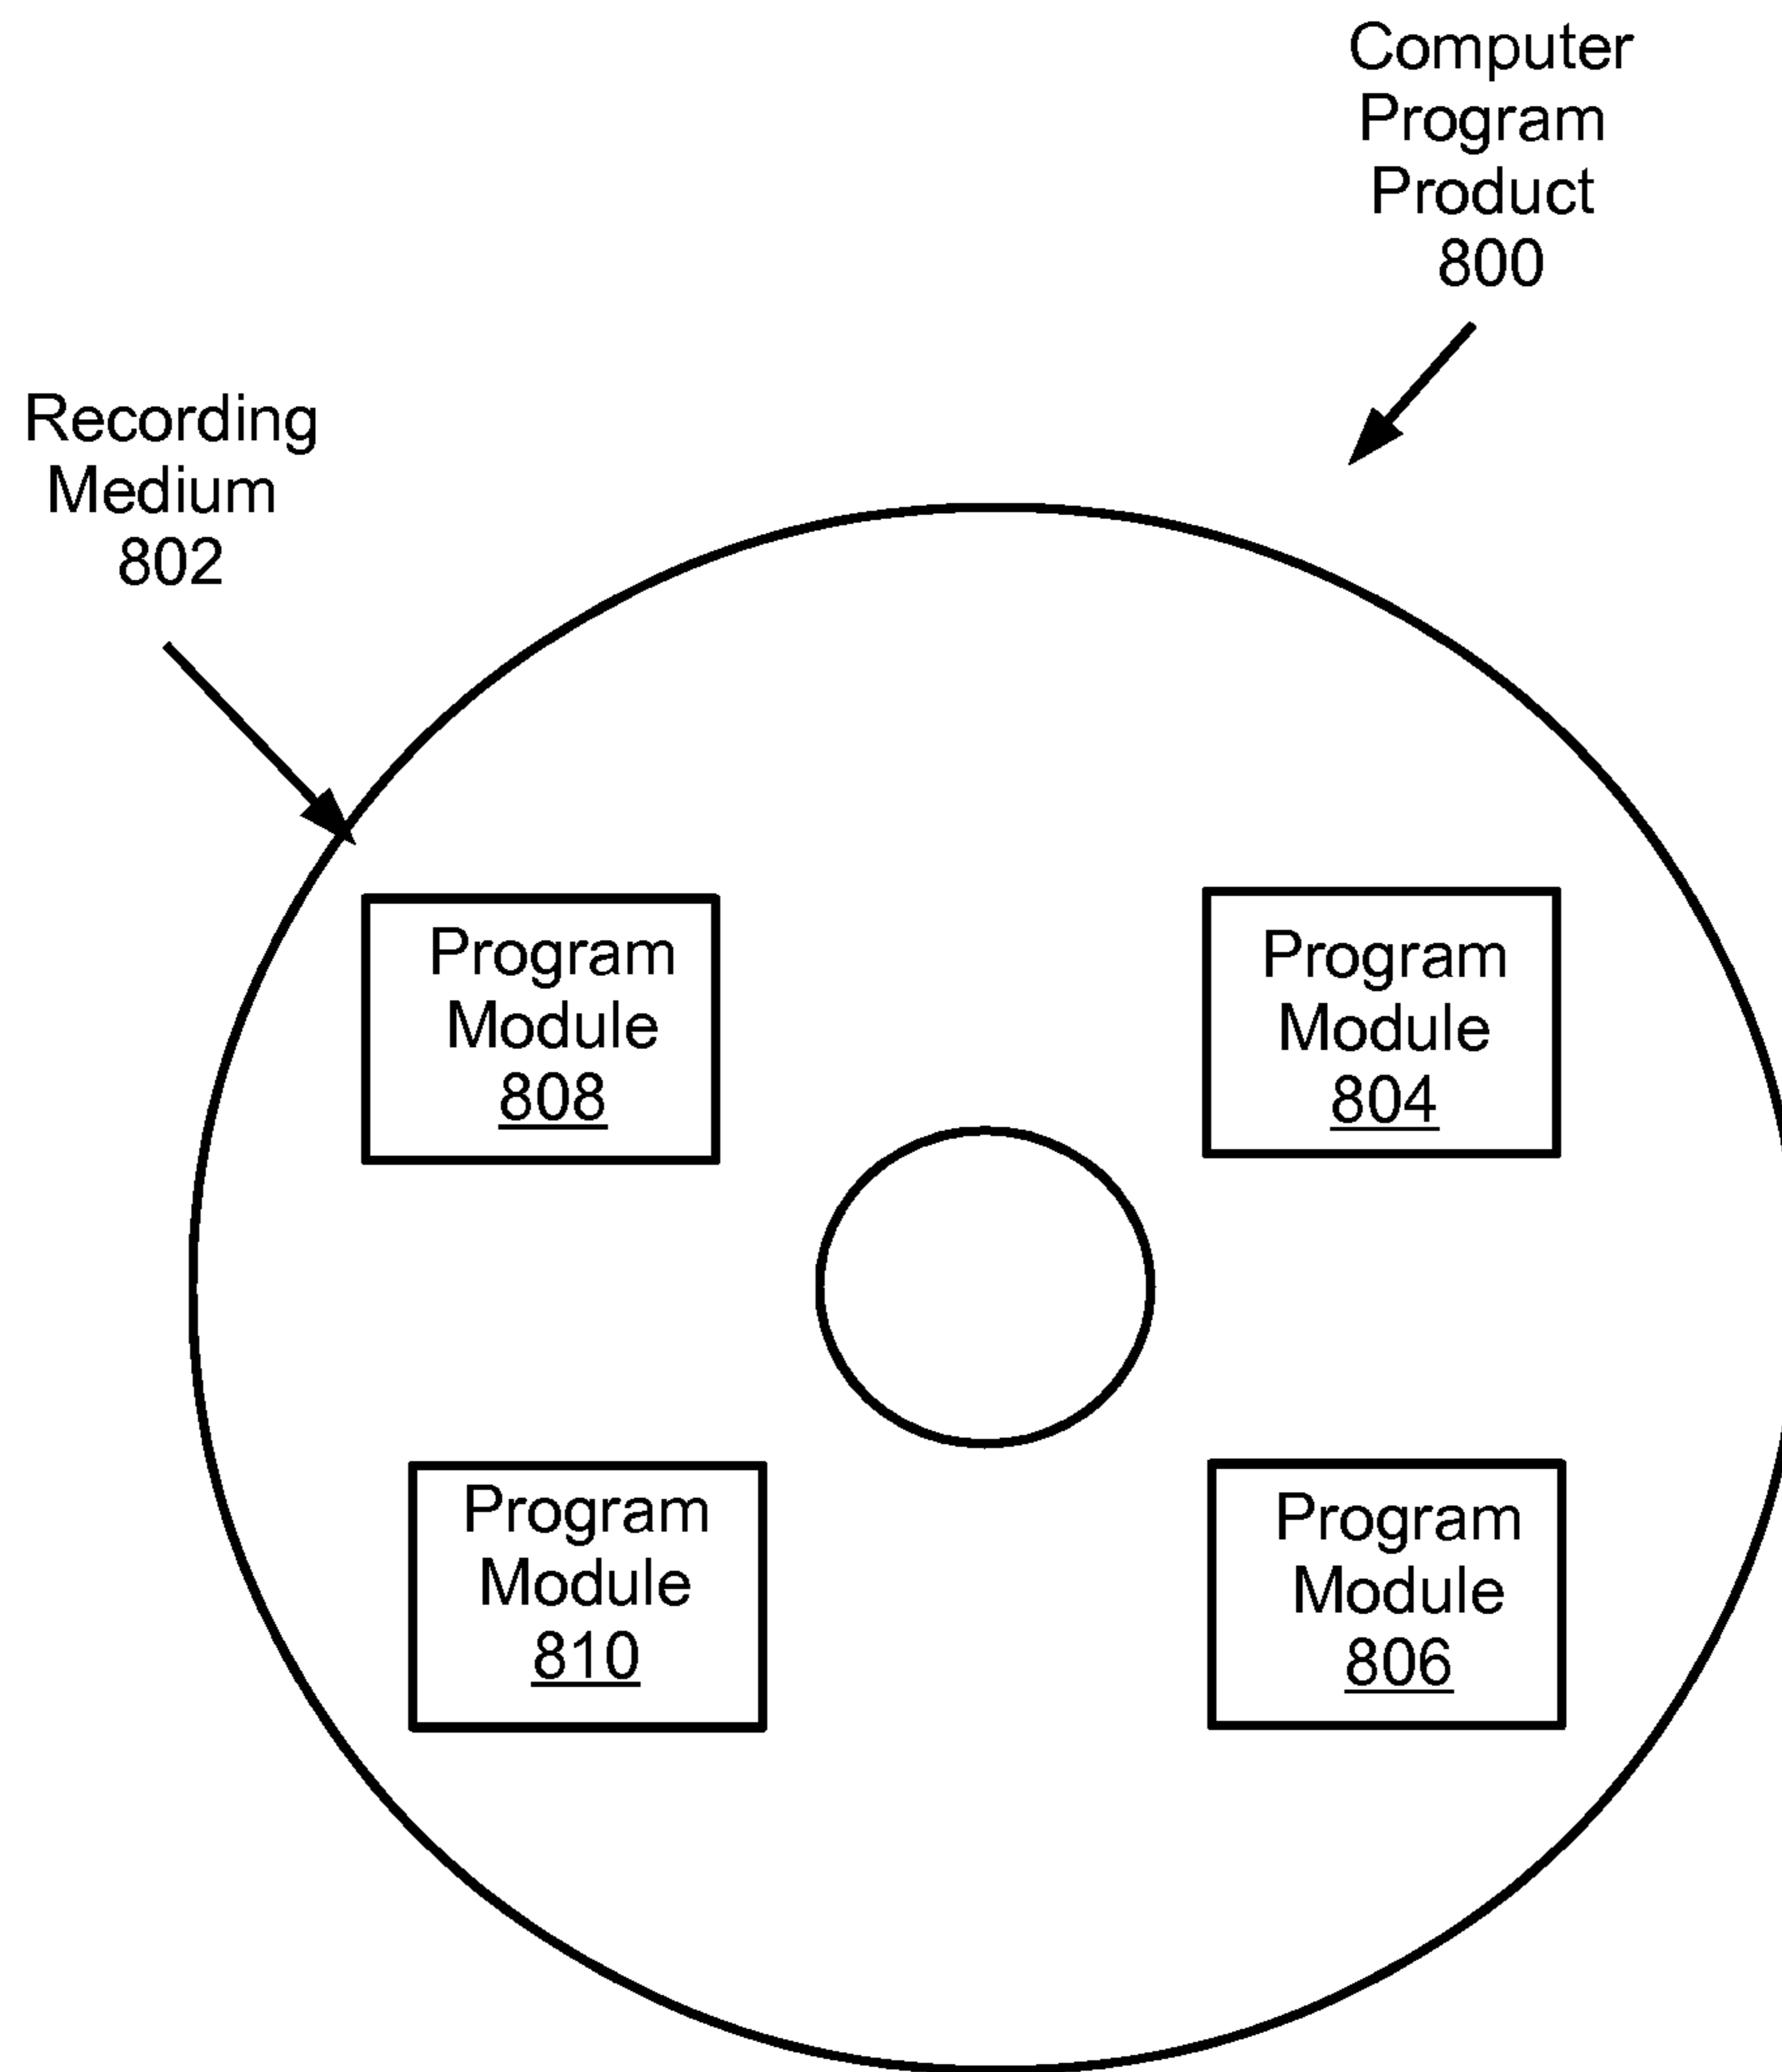 Computer
Program
Product
800
Recording
Medium
802
Program
Module
808
Program
Module
804
Program
Module
810
Program
Module
806